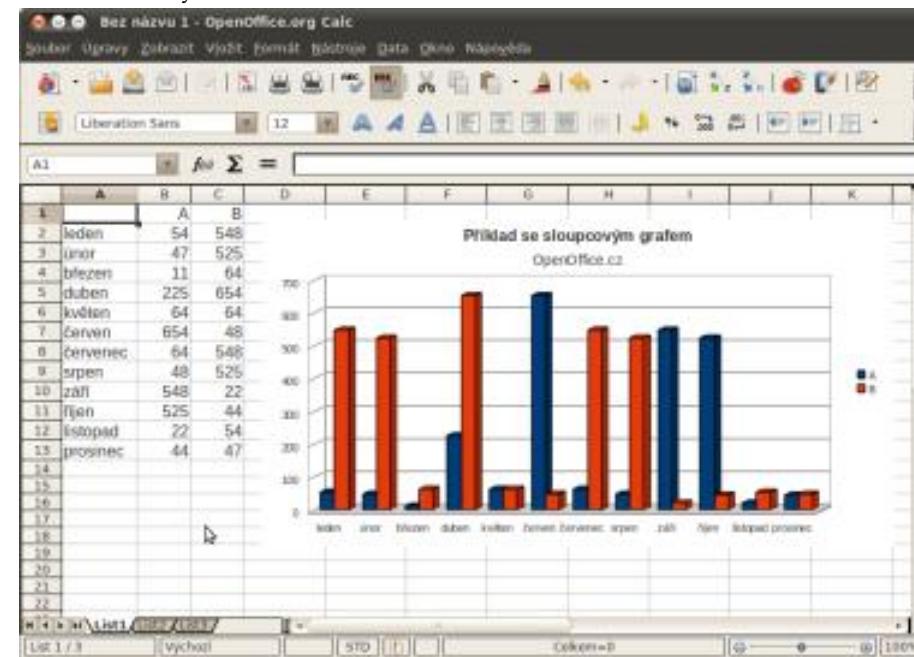 Bez názvu 1 - OpenOffice.org Calc
Soubor Úpravy Zobrazit Vložit Formát Nástroje Data Okno Nápověda
Liberation Sans 12
A1
A B C D E F G H I J K
1 A B
2 leden 54 548
3 únor 47 525
4 březen 11 64
5 duben 225 654
6 květen 64 64
7 červen 654 48
8 červenec 64 548
9 srpen 48 525
10 září 548 22
11 říjen 525 44
12 listopad 22 54
13 prosinec 44 47
14
15
16
17
18
19
20
21
22
Příklad se sloupcovým grafem
OpenOffice.cz
700
600
500
400
300
200
100
0
leden únor březen duben květen červen červenec srpen září říjen listopad prosinec
A
B
List1 List2 List3
List 1 / 3 Výchozí STD Celkem=0 100%